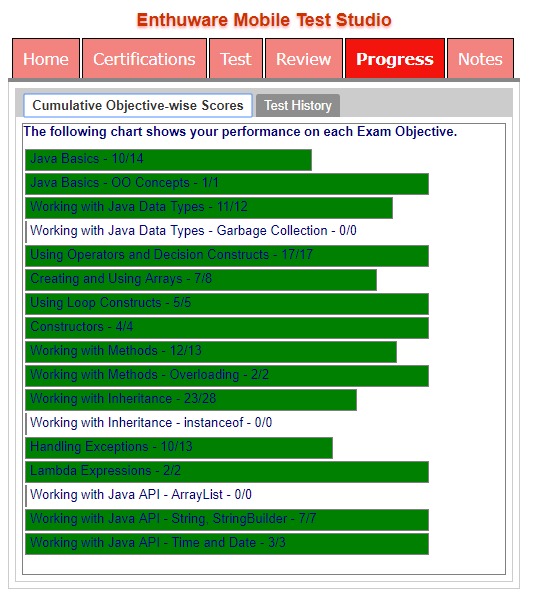 Enthuware Mobile Test Studio
Home Certifications Test Review Progress Notes
Cumulative Objective-wise Scores Test History
The following chart shows your performance on each Exam Objective.
Java Basics - 10/14
Java Basics - OO Concepts - 1/1
Working with Java Data Types - 11/12
Working with Java Data Types - Garbage Collection - 0/0
Using Operators and Decision Constructs - 17/17
Creating and Using Arrays - 7/8
Using Loop Constructs - 5/5
Constructors - 4/4
Working with Methods - 12/13
Working with Methods - Overloading - 2/2
Working with Inheritance - 23/28
Working with Inheritance - instanceof - 0/0
Handling Exceptions - 10/13
Lambda Expressions - 2/2
Working with Java API - ArrayList - 0/0
Working with Java API - String, StringBuilder - 7/7
Working with Java API - Time and Date - 3/3